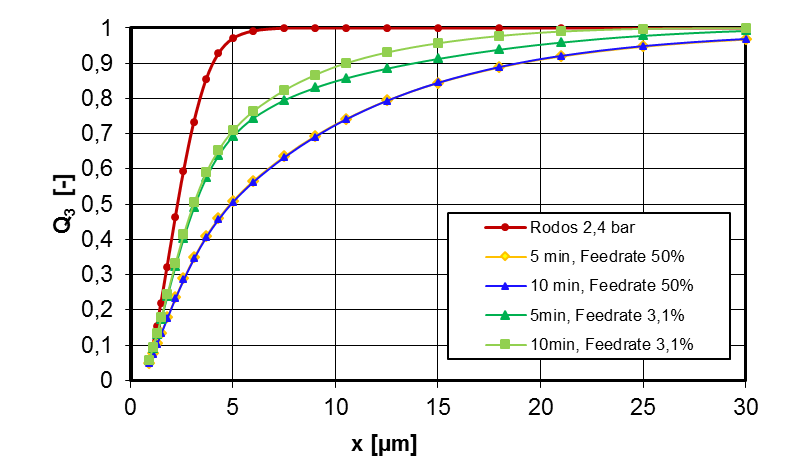 1
0,9
0,8
0,7
0,6
0,5
0,4
0,3
0,2
0,1
0
Q3 [-]
0 5 10 15 20 25 30
x [µm]
Rodos 2,4 bar
5 min, Feedrate 50%
10 min, Feedrate 50%
5min, Feedrate 3,1%
10min, Feedrate 3,1%